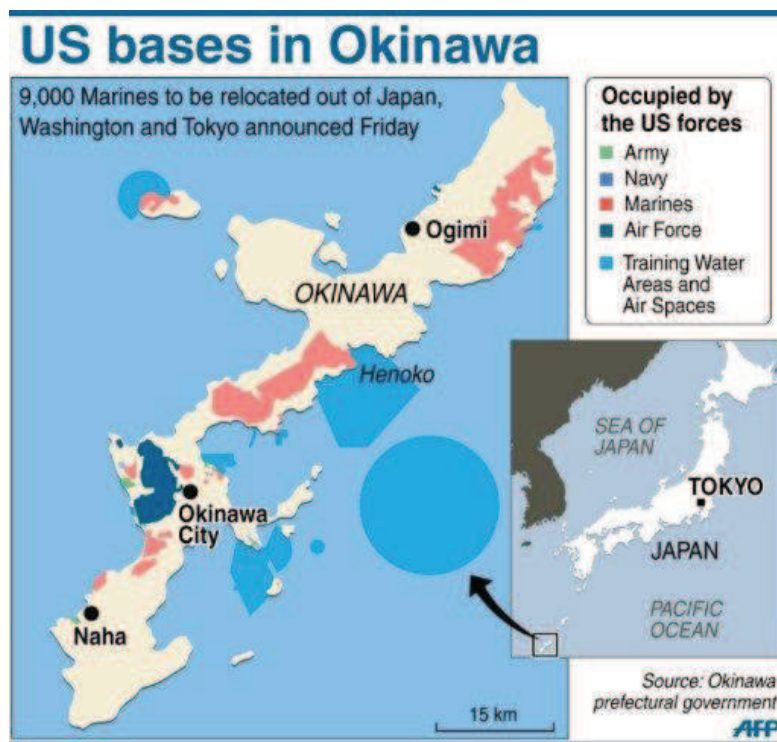 US bases in Okinawa
9,000 Marines to be relocated out of Japan,
Washington and Tokyo announced Friday
Occupied by
the US forces
Army
Navy
Marines
Air Force
Training Water
Areas and
Air Spaces
Ogimi
OKINAWA
Henoko
Okinawa
City
Naha
15 km
SEA OF
JAPAN
TOKYO
JAPAN
PACIFIC
OCEAN
Source: Okinawa
prefectural government
AFP